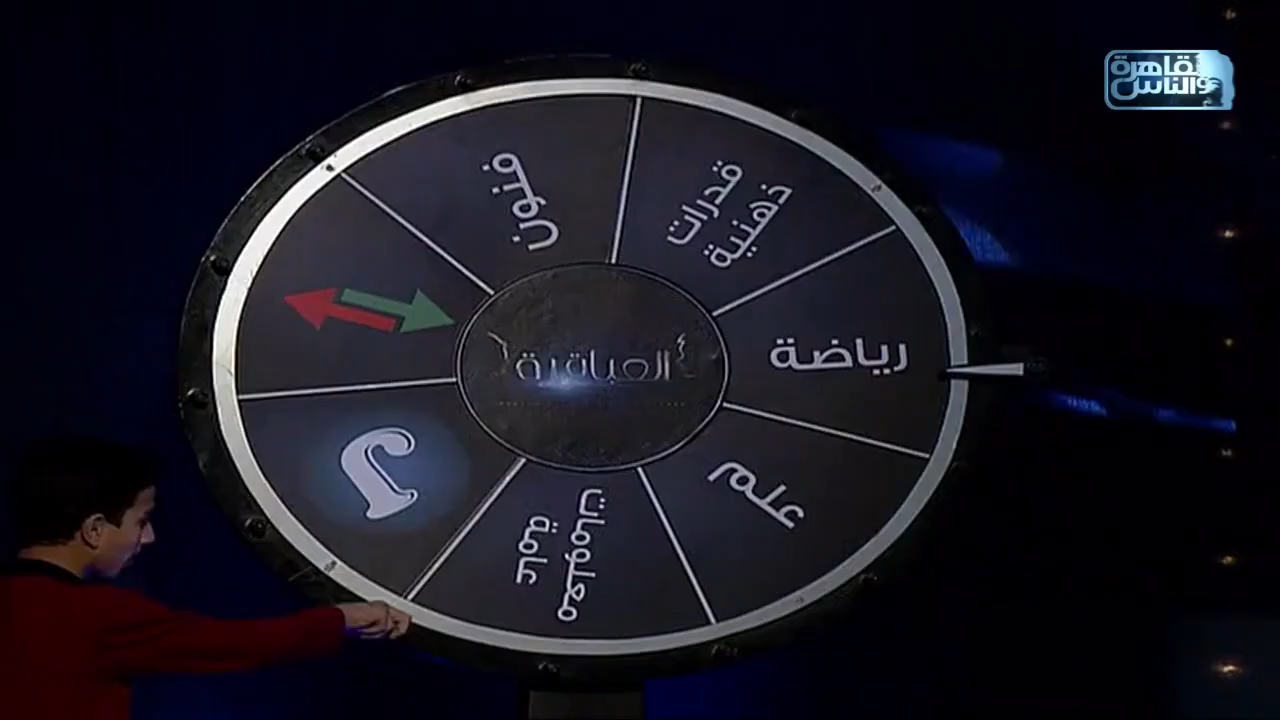 القاهرة
والناس
فنون
قدرات
ذهنية
رياضة
علم
معلومات
عامة
العباقرة